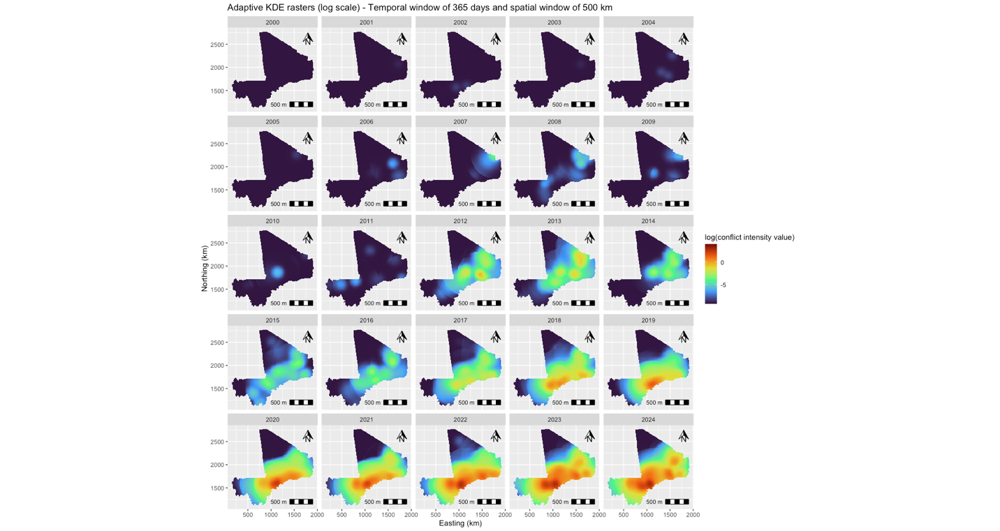 Adaptive KDE rasters (log scale) - Temporal window of 365 days and spatial window of 500 km
2000 2001 2002 2003 2004
N N N N N
2500
2000
1500
500 m 500 m 500 m 500 m 500 m
2005 2006 2007 2008 2009
N N N N N
2500
2000
1500
500 m 500 m 500 m 500 m 500 m
2010 2011 2012 2013 2014
N N N N N
2500
2000
1500
500 m 500 m 500 m 500 m 500 m
2015 2016 2017 2018 2019
N N N N N
2500
2000
1500
500 m 500 m 500 m 500 m 500 m
2020 2021 2022 2023 2024
N N N N N
2500
2000
1500
500 m 500 m 500 m 500 m 500 m
500 1000 1500 2000 500 1000 1500 2000 500 1000 1500 2000 500 1000 1500 2000 500 1000 1500 2000
Easting (km)
Northing (km)
log(conflict intensity value)
0
-5